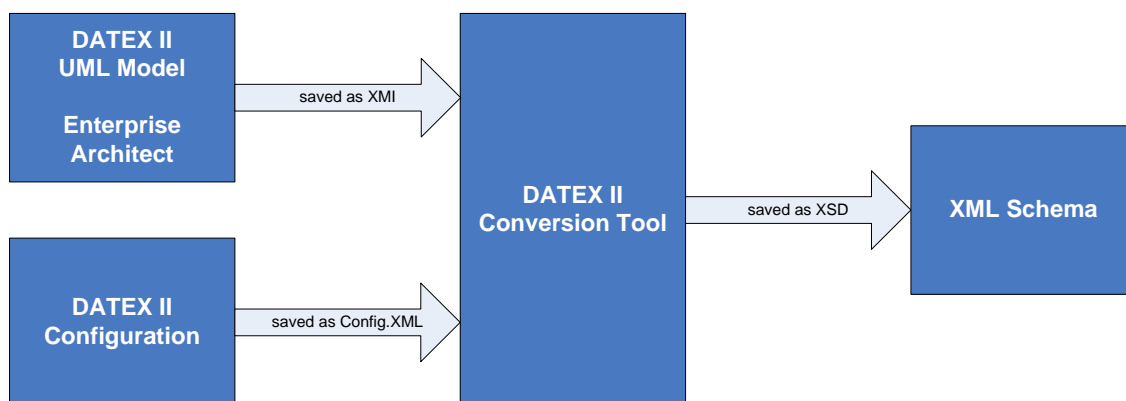 DATEX II
UML Model
Enterprise
Architect
saved as XMI
DATEX II
Configuration
saved as Config.XML
DATEX II
Conversion Tool
saved as XSD
XML Schema